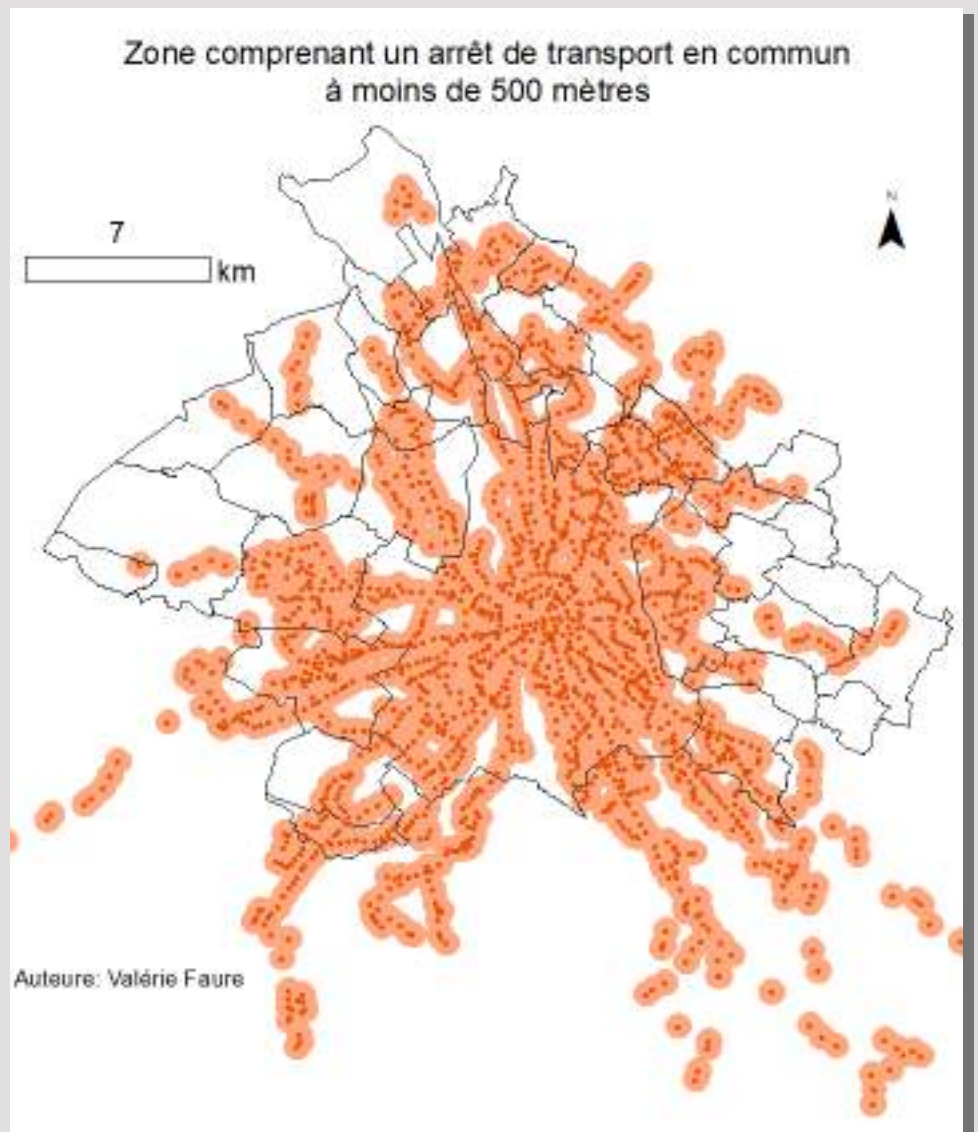 Zone comprenant un arrêt de transport en commun
à moins de 500 mètres
N
7
km
Auteure: Valérie Faure